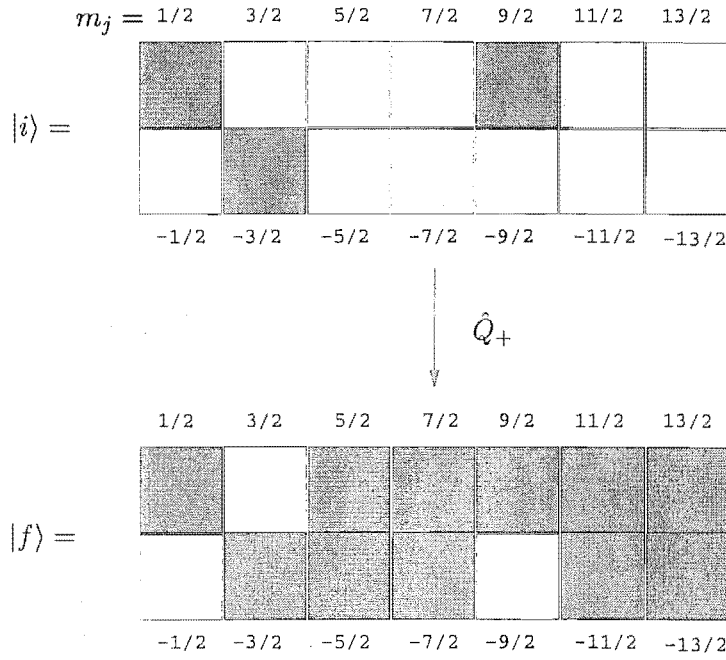 m_j = 1/2 3/2 5/2 7/2 9/2 11/2 13/2
|i⟩ =
-1/2 -3/2 -5/2 -7/2 -9/2 -11/2 -13/2
Q̂₊
1/2 3/2 5/2 7/2 9/2 11/2 13/2
|f⟩ =
-1/2 -3/2 -5/2 -7/2 -9/2 -11/2 -13/2